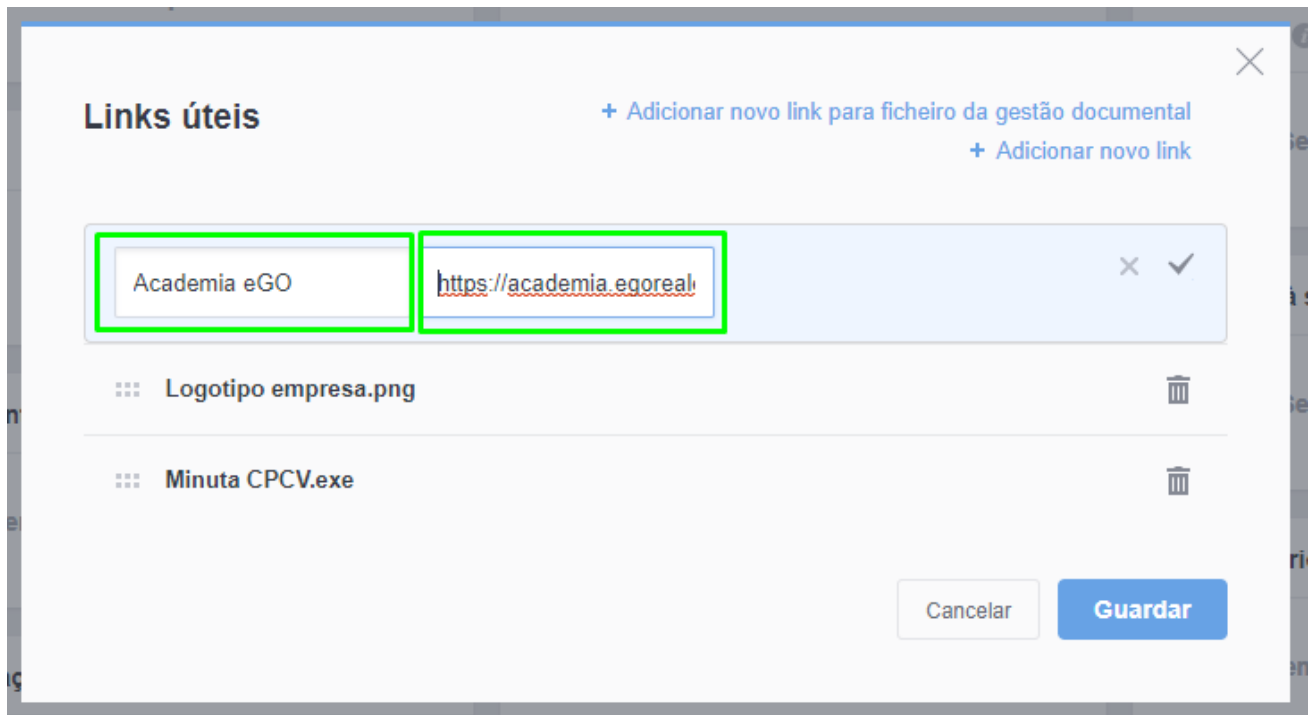 Links úteis
+ Adicionar novo link para ficheiro da gestão documental
+ Adicionar novo link
Academia eGO
https://academia.egoreale
Logotipo empresa.png
Minuta CPCV.exe
Cancelar
Guardar